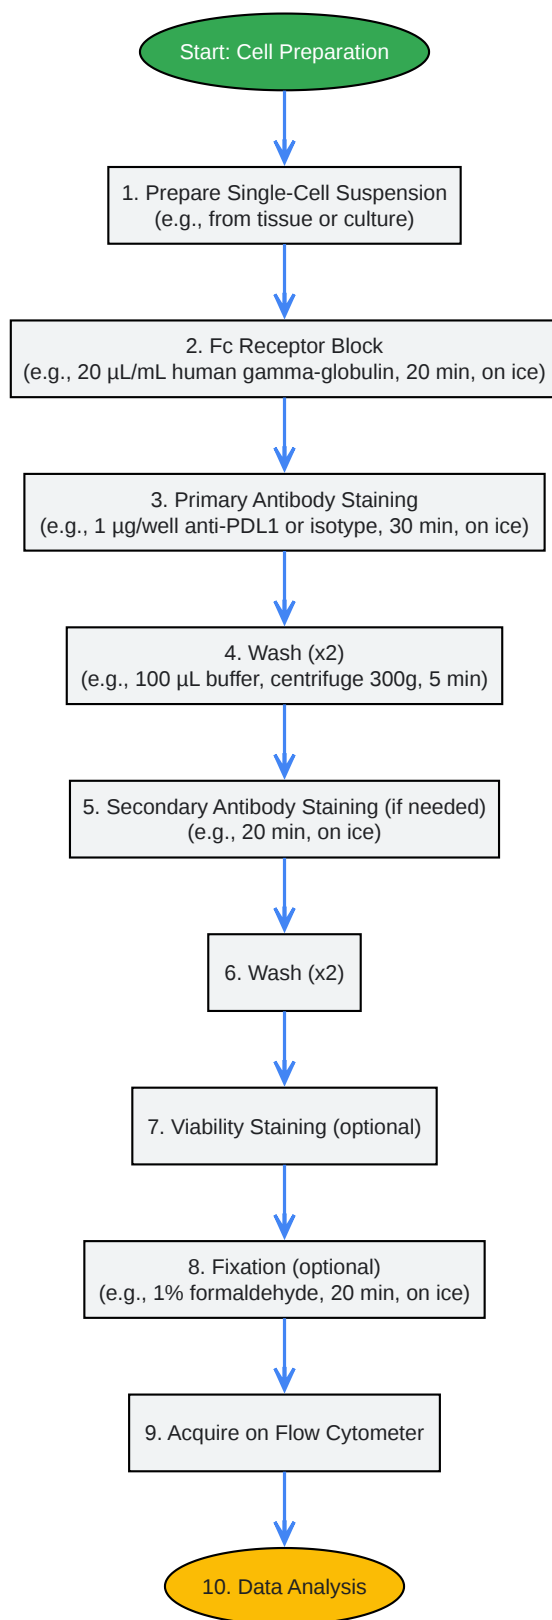 Start: Cell Preparation
1. Prepare Single-Cell Suspension
(e.g., from tissue or culture)
2. Fc Receptor Block
(e.g., 20 µL/mL human gamma-globulin, 20 min, on ice)
3. Primary Antibody Staining
(e.g., 1 µg/well anti-PDL1 or isotype, 30 min, on ice)
4. Wash (x2)
(e.g., 100 µL buffer, centrifuge 300g, 5 min)
5. Secondary Antibody Staining (if needed)
(e.g., 20 min, on ice)
6. Wash (x2)
7. Viability Staining (optional)
8. Fixation (optional)
(e.g., 1% formaldehyde, 20 min, on ice)
9. Acquire on Flow Cytometer
10. Data Analysis